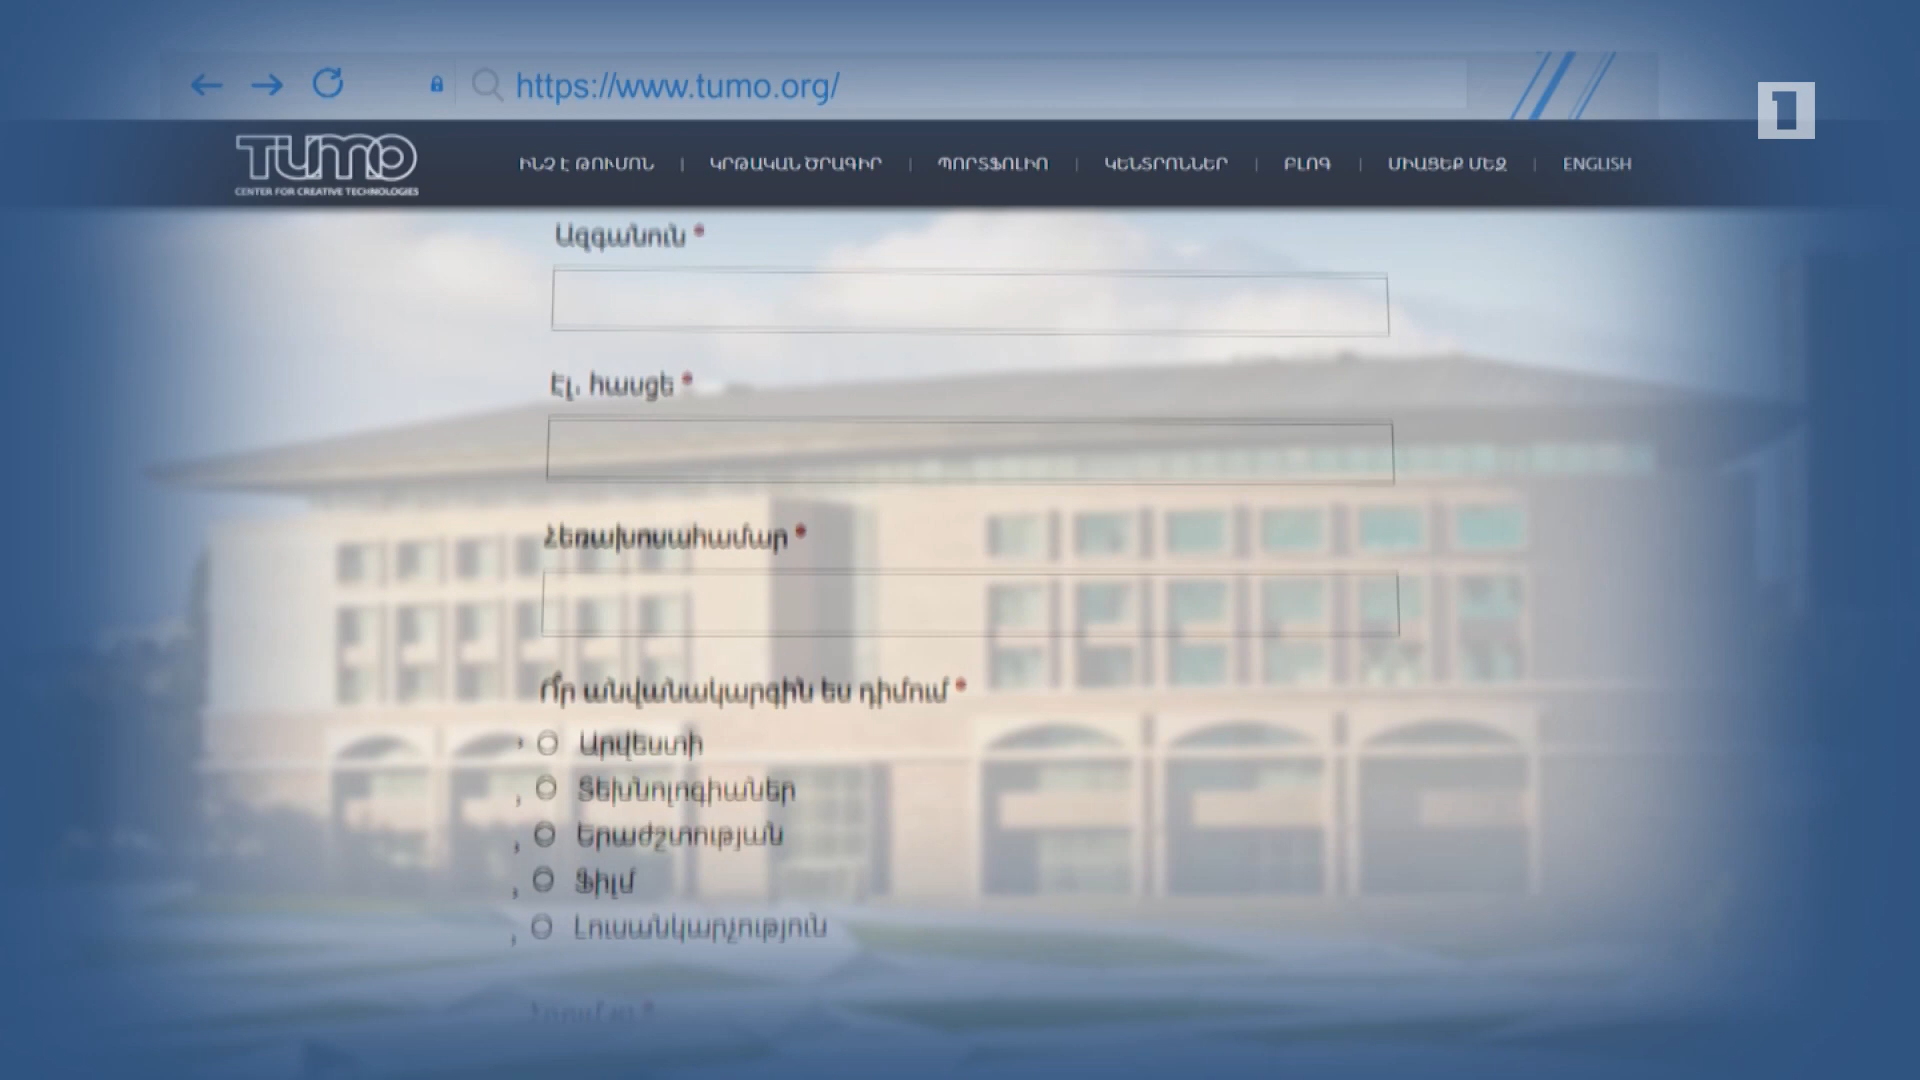 https://www.tumo.org/
1
TUMO
CENTER FOR CREATIVE TECHNOLOGIES
ԻՆՉ Է ԹՈՒՄՈՆ | ԿՐԹԱԿԱՆ ԾՐԱԳԻՐ | ՊՈՐՏՖՈԼԻՈ | ԿԵՆՏՐՈՆՆԵՐ | ԲԼՈԳ | ՄԻԱՑԵՔ ՄԵԶ | ENGLISH
Ազգանուն *
Էլ. հասցե *
Հեռախոսահամար *
Ո՞ր անվանակարգին ես դիմում *
Արվեստի
Տեխնոլոգիաներ
Երաժշտության
Ֆիլմ
Լուսանկարչություն